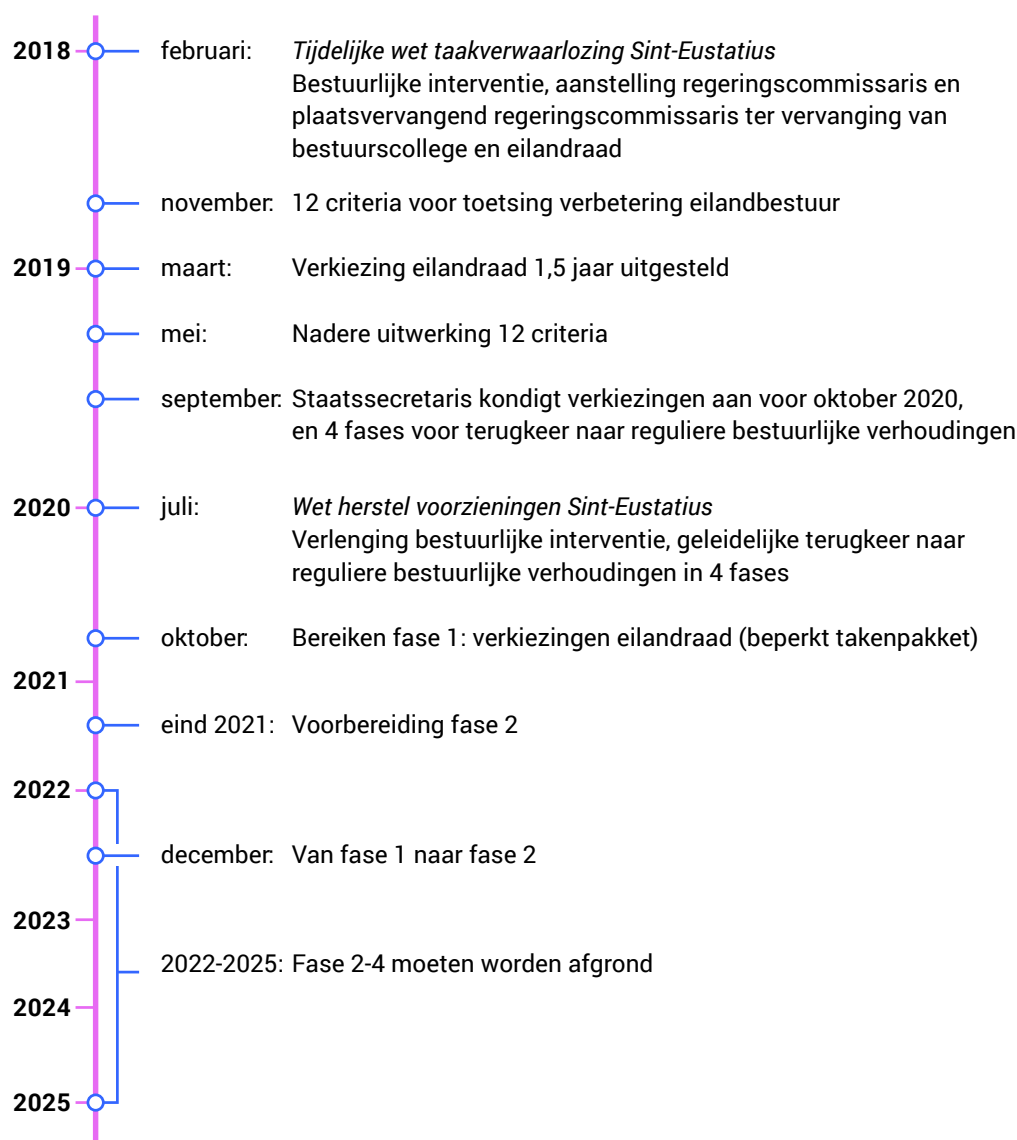 2018 februari: Tijdelijke wet taakverwaarlozing Sint-Eustatius
Bestuurlijke interventie, aanstelling regeringscommissaris en
plaatsvervangend regeringscommissaris ter vervanging van
bestuurscollege en eilandraad
november: 12 criteria voor toetsing verbetering eilandbestuur
2019 maart: Verkiezing eilandraad 1,5 jaar uitgesteld
mei: Nadere uitwerking 12 criteria
september: Staatssecretaris kondigt verkiezingen aan voor oktober 2020,
en 4 fases voor terugkeer naar reguliere bestuurlijke verhoudingen
2020 juli: Wet herstel voorzieningen Sint-Eustatius
Verlenging bestuurlijke interventie, geleidelijke terugkeer naar
reguliere bestuurlijke verhoudingen in 4 fases
oktober: Bereiken fase 1: verkiezingen eilandraad (beperkt takenpakket)
2021
eind 2021: Voorbereiding fase 2
2022
december: Van fase 1 naar fase 2
2023
2022-2025: Fase 2-4 moeten worden afgrond
2024
2025